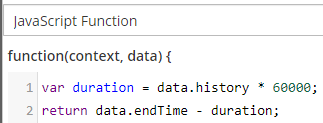 JavaScript Function
function(context, data) {
1 var duration = data.history * 60000;
2 return data.endTime - duration;